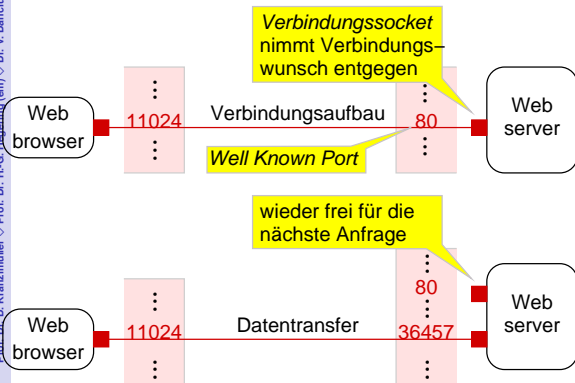 Verbindungssocket
nimmt Verbindungs–
wunsch entgegen
Web
browser
11024
Verbindungsaufbau
80
Web
server
Well Known Port
wieder frei für die
nächste Anfrage
80
Web
browser
11024
Datentransfer
36457
Web
server